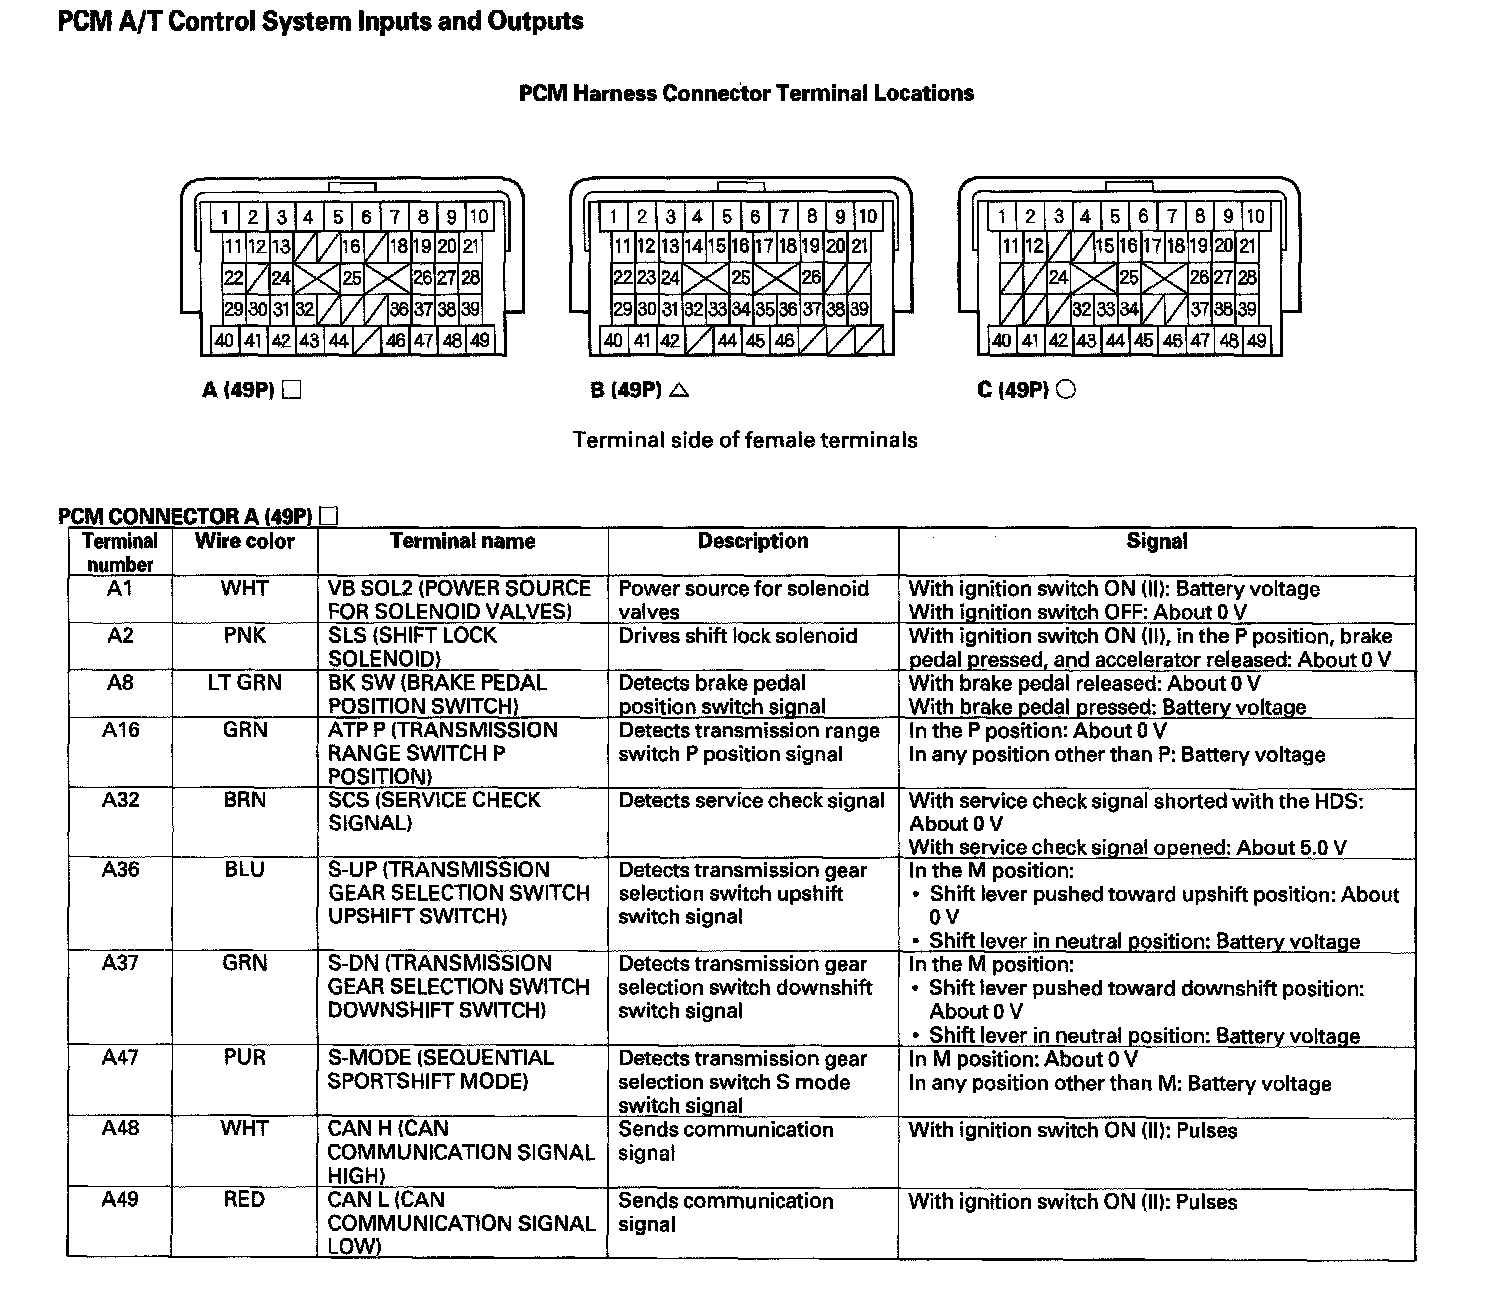 PCM A/T Control System Inputs and Outputs
PCM Harness Connector Terminal Locations
1 2 3 4 5 6 7 8 9 10
11 12 13 16 18 19 20 21
22 24 25 26 27 28
29 30 31 32 36 37 38 39
40 41 42 43 44 46 47 48 49
A (49P) □
1 2 3 4 5 6 7 8 9 10
11 12 13 14 15 16 17 18 19 20 21
22 23 24 25 26
29 30 31 32 33 34 35 36 37 38 39
40 41 42 44 45 46
B (49P) △
1 2 3 4 5 6 7 8 9 10
11 12 15 16 17 18 19 20 21
24 25 26 27 28
32 33 34 37 38 39
40 41 42 43 44 45 46 47 48 49
C (49P) ○
Terminal side of female terminals
PCM CONNECTOR A (49P) □
Terminal
number
Wire color
Terminal name
Description
Signal
A1
WHT
VB SOL2 (POWER SOURCE
FOR SOLENOID VALVES)
Power source for solenoid
valves
With ignition switch ON (II): Battery voltage
With ignition switch OFF: About 0 V
A2
PNK
SLS (SHIFT LOCK
SOLENOID)
Drives shift lock solenoid
With ignition switch ON (II), in the P position, brake
pedal pressed, and accelerator released: About 0 V
A8
LT GRN
BK SW (BRAKE PEDAL
POSITION SWITCH)
Detects brake pedal
position switch signal
With brake pedal released: About 0 V
With brake pedal pressed: Battery voltage
A16
GRN
ATP P (TRANSMISSION
RANGE SWITCH P
POSITION)
Detects transmission range
switch P position signal
In the P position: About 0 V
In any position other than P: Battery voltage
A32
BRN
SCS (SERVICE CHECK
SIGNAL)
Detects service check signal
With service check signal shorted with the HDS:
About 0 V
With service check signal opened: About 5.0 V
A36
BLU
S-UP (TRANSMISSION
GEAR SELECTION SWITCH
UPSHIFT SWITCH)
Detects transmission gear
selection switch upshift
switch signal
In the M position:
• Shift lever pushed toward upshift position: About
0 V
• Shift lever in neutral position: Battery voltage
A37
GRN
S-DN (TRANSMISSION
GEAR SELECTION SWITCH
DOWNSHIFT SWITCH)
Detects transmission gear
selection switch downshift
switch signal
In the M position:
• Shift lever pushed toward downshift position:
About 0 V
• Shift lever in neutral position: Battery voltage
A47
PUR
S-MODE (SEQUENTIAL
SPORTSHIFT MODE)
Detects transmission gear
selection switch S mode
switch signal
In M position: About 0 V
In any position other than M: Battery voltage
A48
WHT
CAN H (CAN
COMMUNICATION SIGNAL
HIGH)
Sends communication
signal
With ignition switch ON (II): Pulses
A49
RED
CAN L (CAN
COMMUNICATION SIGNAL
LOW)
Sends communication
signal
With ignition switch ON (II): Pulses